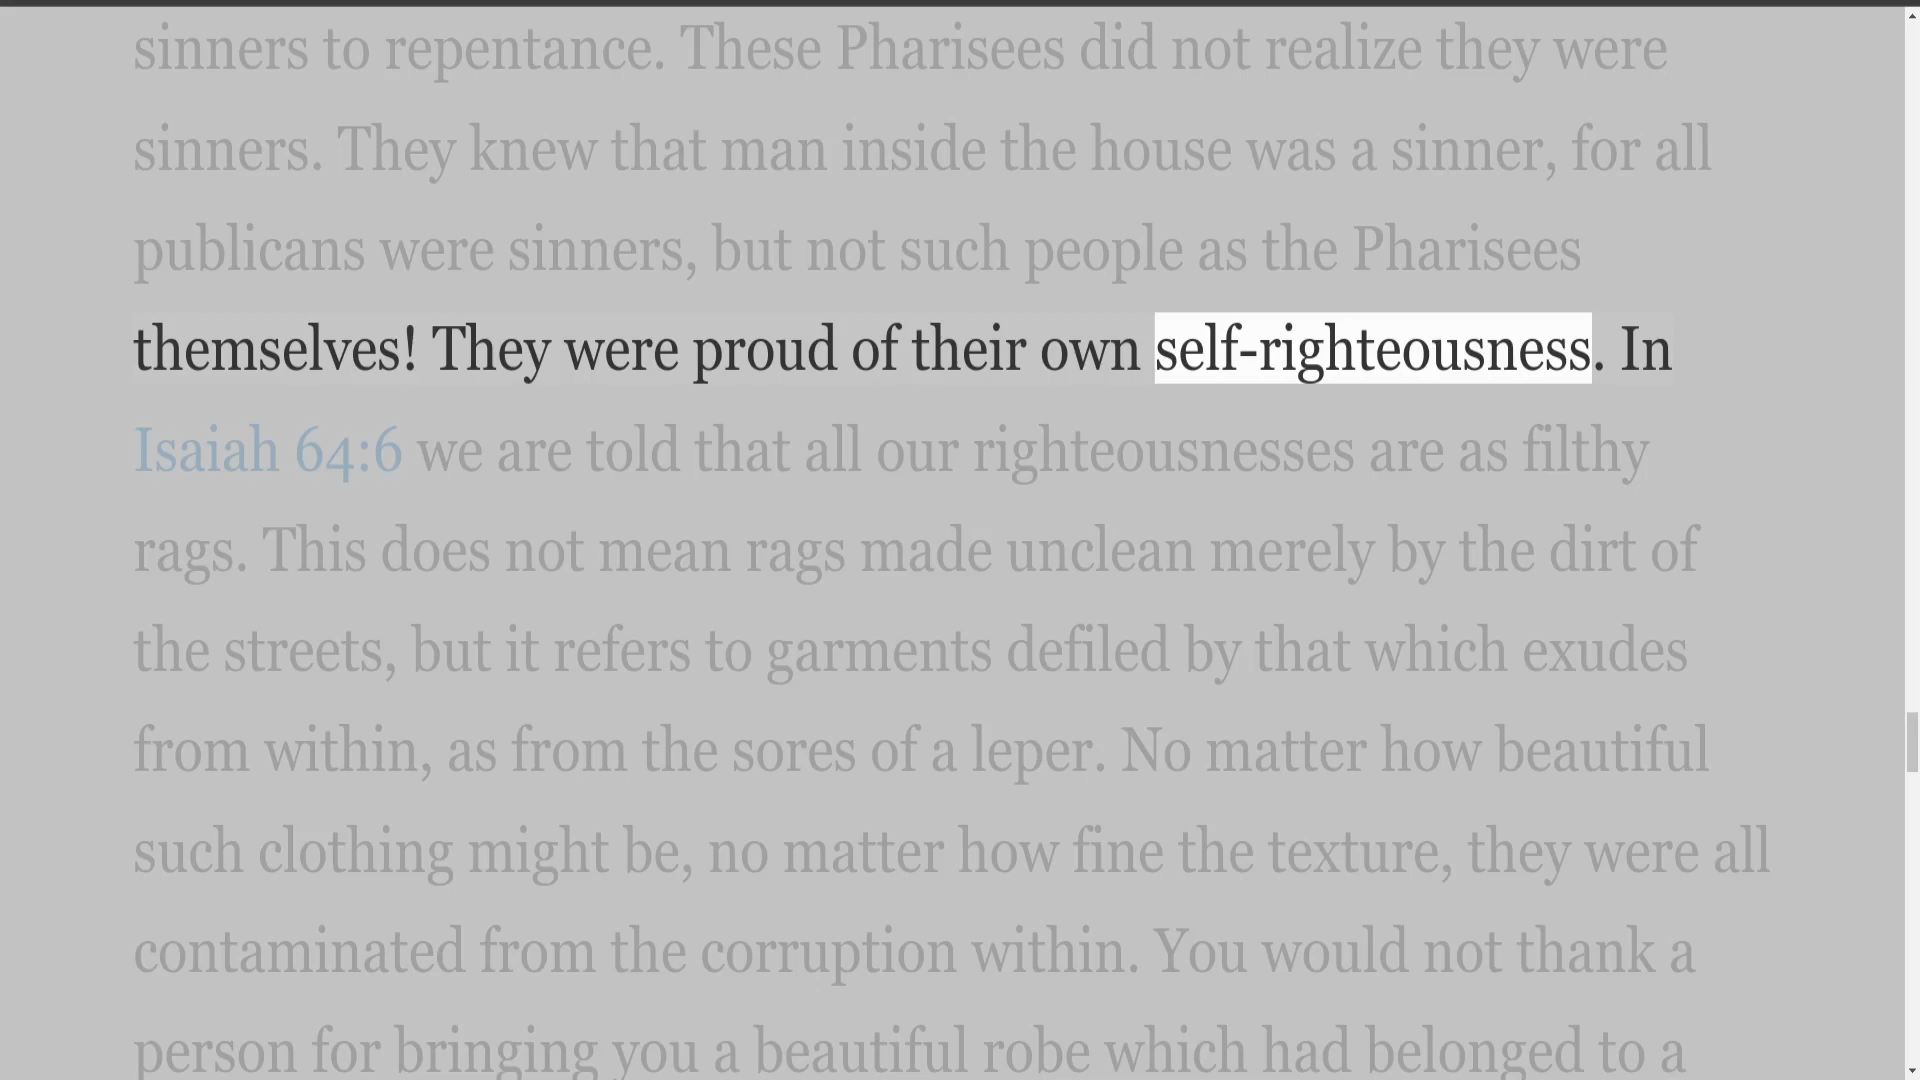 sinners to repentance. These Pharisees did not realize they were
sinners. They knew that man inside the house was a sinner, for all
publicans were sinners, but not such people as the Pharisees
themselves! They were proud of their own self-righteousness. In
Isaiah 64:6 we are told that all our righteousnesses are as filthy
rags. This does not mean rags made unclean merely by the dirt of
the streets, but it refers to garments defiled by that which exudes
from within, as from the sores of a leper. No matter how beautiful
such clothing might be, no matter how fine the texture, they were all
contaminated from the corruption within. You would not thank a
person for bringing you a beautiful robe which had belonged to a